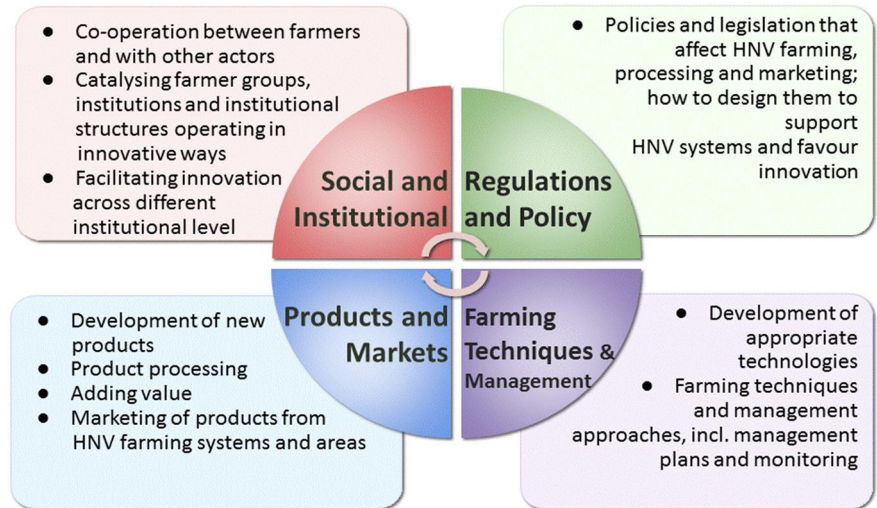 ● Co-operation between farmers
and with other actors
● Catalysing farmer groups,
institutions and institutional
structures operating in
innovative ways
● Facilitating innovation
across different
institutional level
● Policies and legislation that
affect HNV farming,
processing and marketing;
how to design them to
support
HNV systems and favour
innovation
Social and
Institutional
Regulations
and Policy
Products and
Markets
Farming
Techniques &
Management
● Development of new
products
● Product processing
● Adding value
● Marketing of products from
HNV farming systems and areas
● Development of
appropriate
technologies
● Farming techniques
and management
approaches, incl. management
plans and monitoring